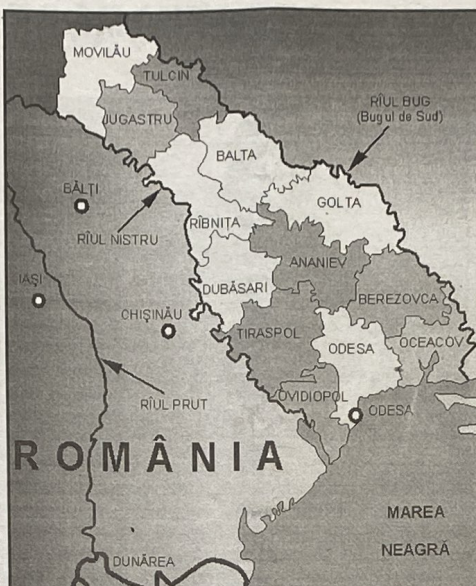 MOVILĂU
TULCIN
JUGASTRU
RÎUL BUG
(Bugul de Sud)
BALTA
BĂLȚI
GOLTA
RÎBNIȚA
RÎUL NISTRU
ANANIEV
IAȘI
DUBĂSARI
BEREZOVCA
CHIȘINĂU
TIRASPOL
ODESA
OCEACOV
OVIDIOPOL
RÎUL PRUT
ODESA
ROMÂNIA
MAREA
NEAGRĂ
DUNĂREA